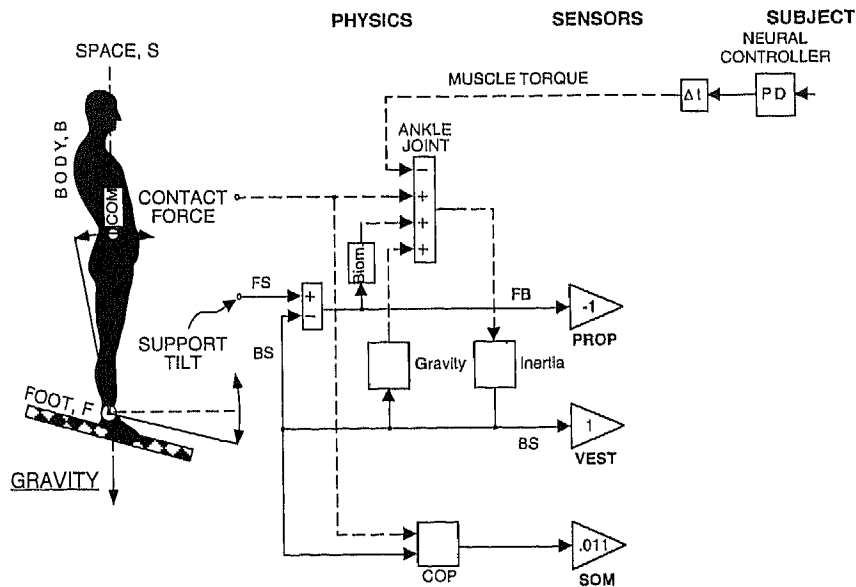 PHYSICS
SENSORS
SUBJECT
SPACE, S
NEURAL
CONTROLLER
MUSCLE TORQUE
Δt
PD
BODY, B
ANKLE
JOINT
COM
CONTACT
FORCE
−
+
+
+
Biom.
FS
+
−
FB
-1
PROP
SUPPORT
TILT
BS
Gravity
Inertia
FOOT, F
BS
1
VEST
GRAVITY
COP
.011
SOM